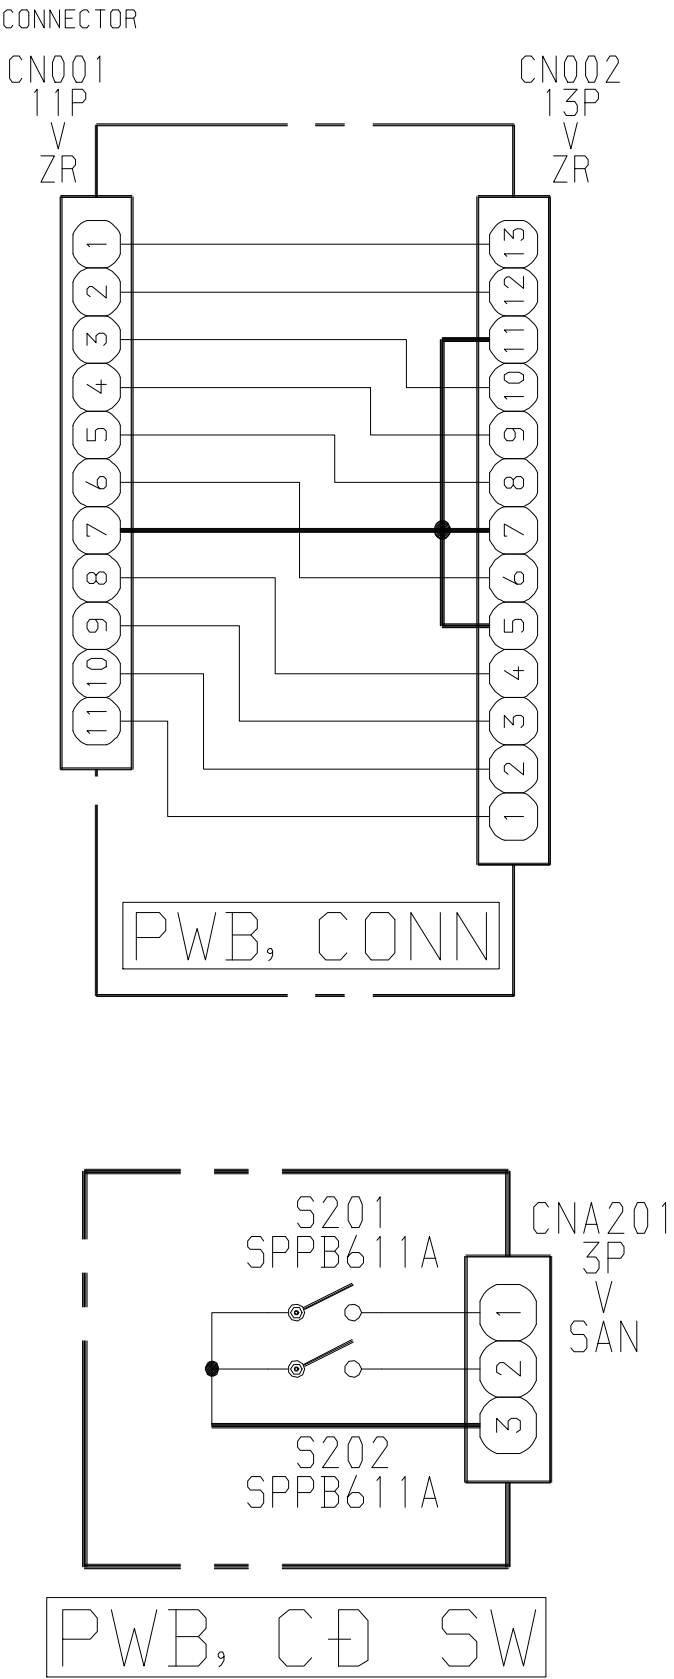 CONNECTOR
CN001
11P
V
ZR
CN002
13P
V
ZR
1
2
3
4
5
6
7
8
9
10
11
13
12
11
10
9
8
7
6
5
4
3
2
1
PWB, CONN
S201
SPPB611A
CNA201
3P
V
SAN
1
2
3
S202
SPPB611A
PWB, CD SW